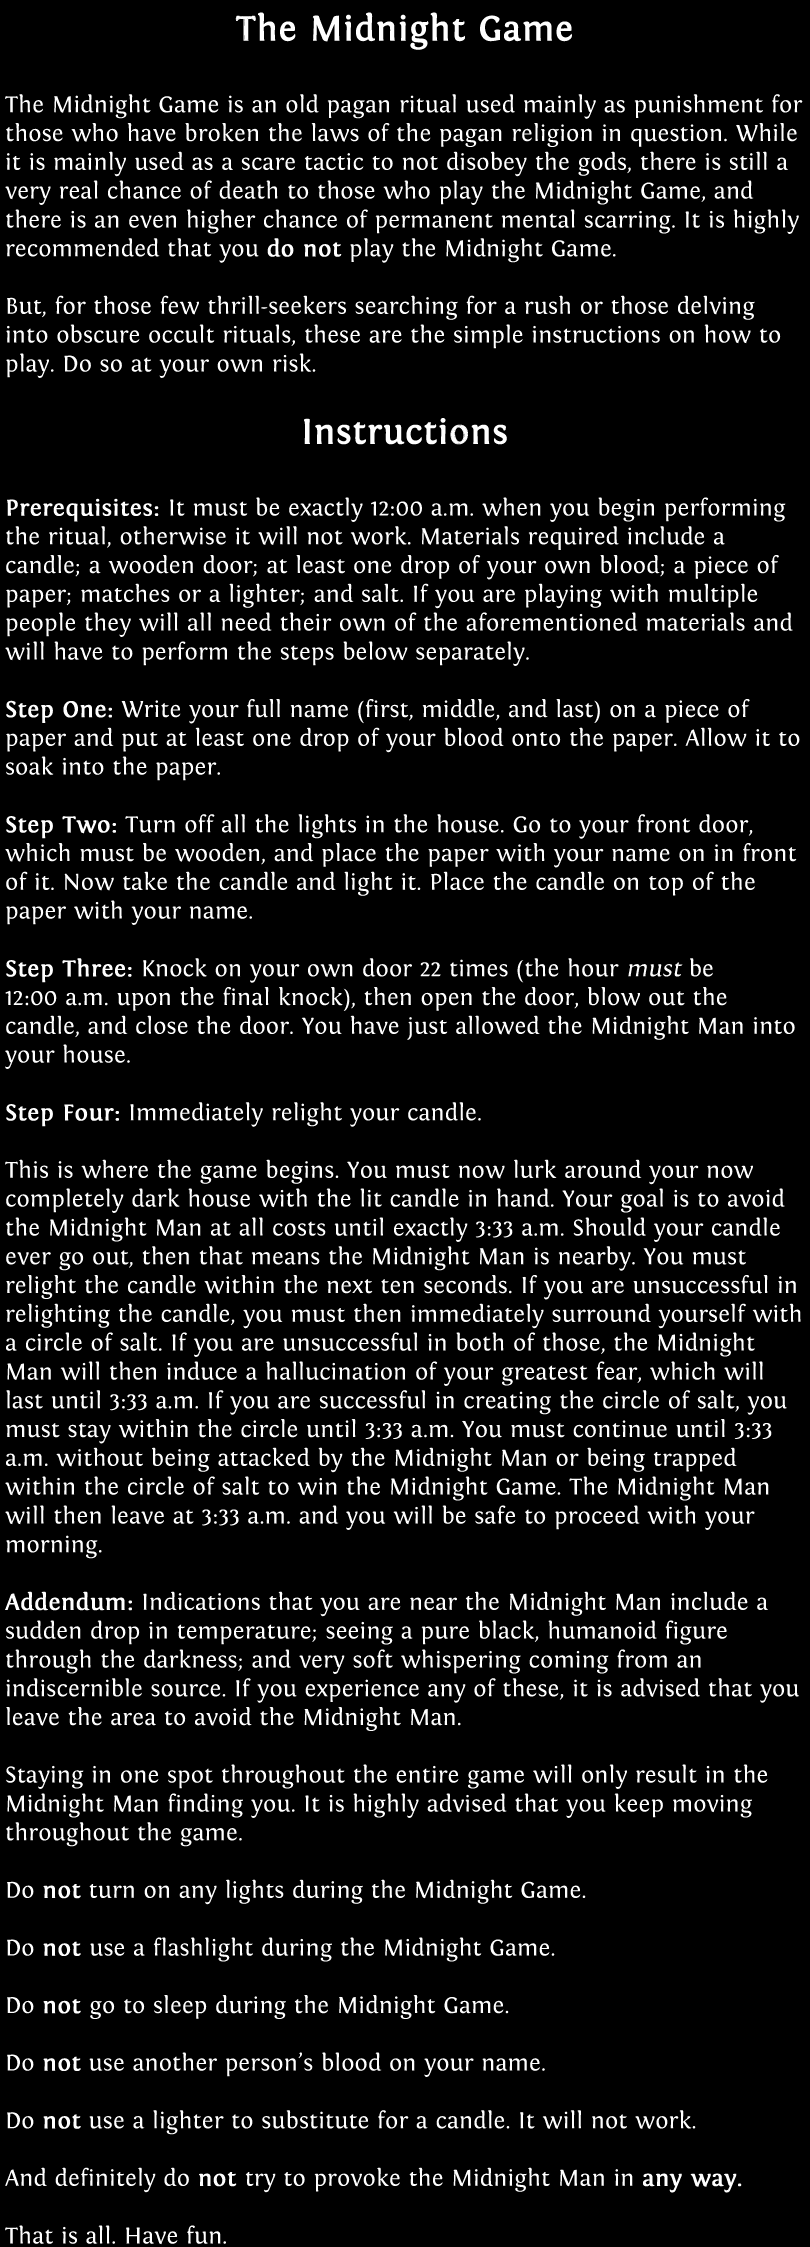 The Midnight Game
The Midnight Game is an old pagan ritual used mainly as punishment for
those who have broken the laws of the pagan religion in question. While
it is mainly used as a scare tactic to not disobey the gods, there is still a
very real chance of death to those who play the Midnight Game, and
there is an even higher chance of permanent mental scarring. It is highly
recommended that you do not play the Midnight Game.
But, for those few thrill-seekers searching for a rush or those delving
into obscure occult rituals, these are the simple instructions on how to
play. Do so at your own risk.
Instructions
Prerequisites: It must be exactly 12:00 a.m. when you begin performing
the ritual, otherwise it will not work. Materials required include a
candle; a wooden door; at least one drop of your own blood; a piece of
paper; matches or a lighter; and salt. If you are playing with multiple
people they will all need their own of the aforementioned materials and
will have to perform the steps below separately.
Step One: Write your full name (first, middle, and last) on a piece of
paper and put at least one drop of your blood onto the paper. Allow it to
soak into the paper.
Step Two: Turn off all the lights in the house. Go to your front door,
which must be wooden, and place the paper with your name on in front
of it. Now take the candle and light it. Place the candle on top of the
paper with your name.
Step Three: Knock on your own door 22 times (the hour must be
12:00 a.m. upon the final knock), then open the door, blow out the
candle, and close the door. You have just allowed the Midnight Man into
your house.
Step Four: Immediately relight your candle.
This is where the game begins. You must now lurk around your now
completely dark house with the lit candle in hand. Your goal is to avoid
the Midnight Man at all costs until exactly 3:33 a.m. Should your candle
ever go out, then that means the Midnight Man is nearby. You must
relight the candle within the next ten seconds. If you are unsuccessful in
relighting the candle, you must then immediately surround yourself with
a circle of salt. If you are unsuccessful in both of those, the Midnight
Man will then induce a hallucination of your greatest fear, which will
last until 3:33 a.m. If you are successful in creating the circle of salt, you
must stay within the circle until 3:33 a.m. You must continue until 3:33
a.m. without being attacked by the Midnight Man or being trapped
within the circle of salt to win the Midnight Game. The Midnight Man
will then leave at 3:33 a.m. and you will be safe to proceed with your
morning.
Addendum: Indications that you are near the Midnight Man include a
sudden drop in temperature; seeing a pure black, humanoid figure
through the darkness; and very soft whispering coming from an
indiscernible source. If you experience any of these, it is advised that you
leave the area to avoid the Midnight Man.
Staying in one spot throughout the entire game will only result in the
Midnight Man finding you. It is highly advised that you keep moving
throughout the game.
Do not turn on any lights during the Midnight Game.
Do not use a flashlight during the Midnight Game.
Do not go to sleep during the Midnight Game.
Do not use another person’s blood on your name.
Do not use a lighter to substitute for a candle. It will not work.
And definitely do not try to provoke the Midnight Man in any way.
That is all. Have fun.